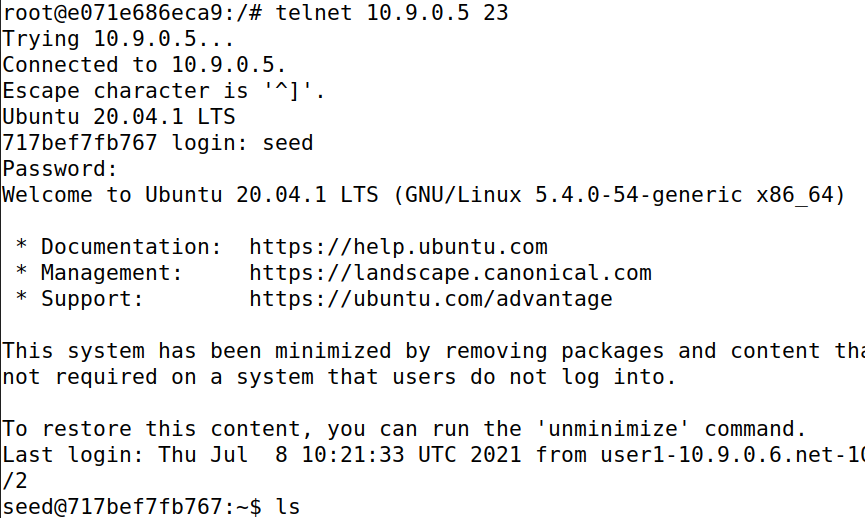 root@e071e686eca9:/# telnet 10.9.0.5 23
Trying 10.9.0.5...
Connected to 10.9.0.5.
Escape character is '^]'.
Ubuntu 20.04.1 LTS
717bef7fb767 login: seed
Password:
Welcome to Ubuntu 20.04.1 LTS (GNU/Linux 5.4.0-54-generic x86_64)
* Documentation:  https://help.ubuntu.com
* Management:     https://landscape.canonical.com
* Support:        https://ubuntu.com/advantage
This system has been minimized by removing packages and content
not required on a system that users do not log into.
To restore this content, you can run the 'unminimize' command.
Last login: Thu Jul  8 10:21:33 UTC 2021 from user1-10.9.0.6.net-10
/2
seed@717bef7fb767:~$ ls